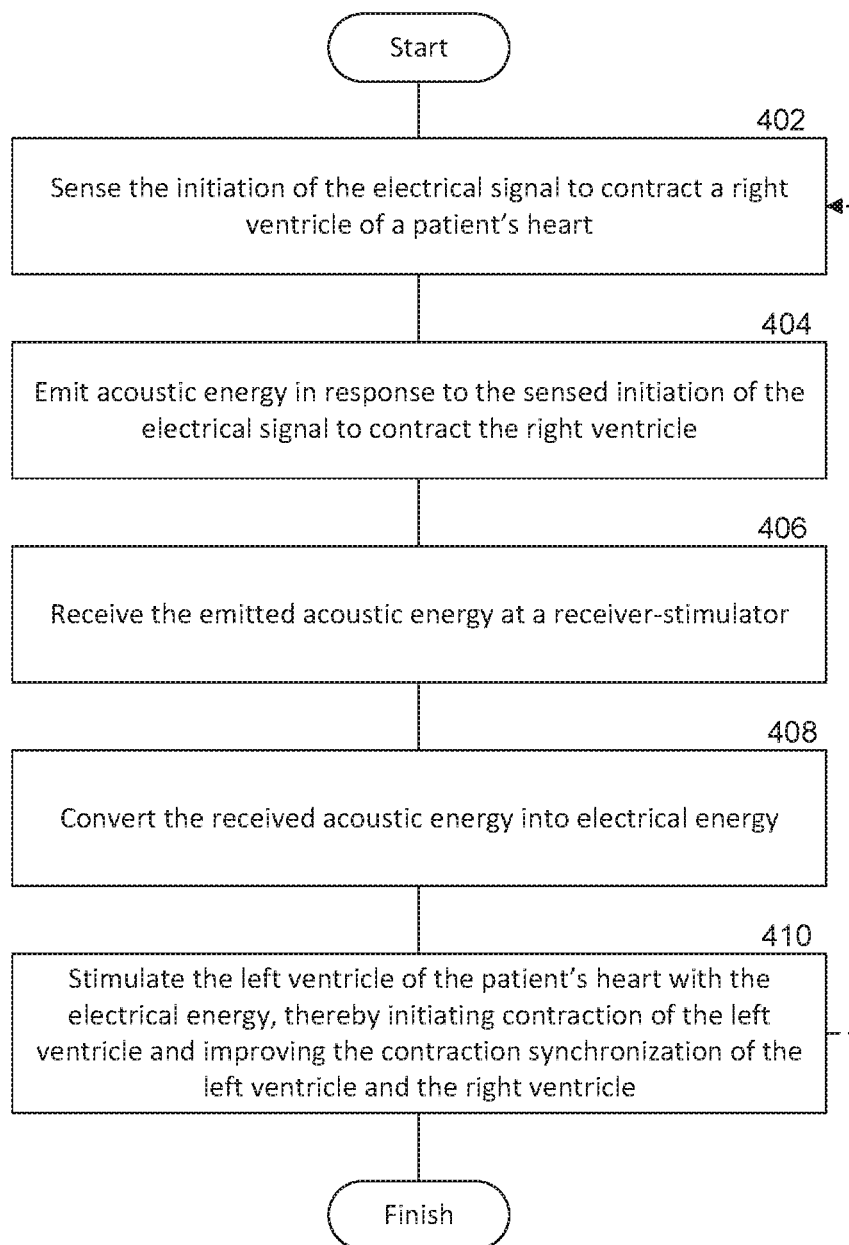 Start
402
Sense the initiation of the electrical signal to contract a right
ventricle of a patient's heart
404
Emit acoustic energy in response to the sensed initiation of the
electrical signal to contract the right ventricle
406
Receive the emitted acoustic energy at a receiver-stimulator
408
Convert the received acoustic energy into electrical energy
410
Stimulate the left ventricle of the patient's heart with the
electrical energy, thereby initiating contraction of the left
ventricle and improving the contraction synchronization of the
left ventricle and the right ventricle
Finish